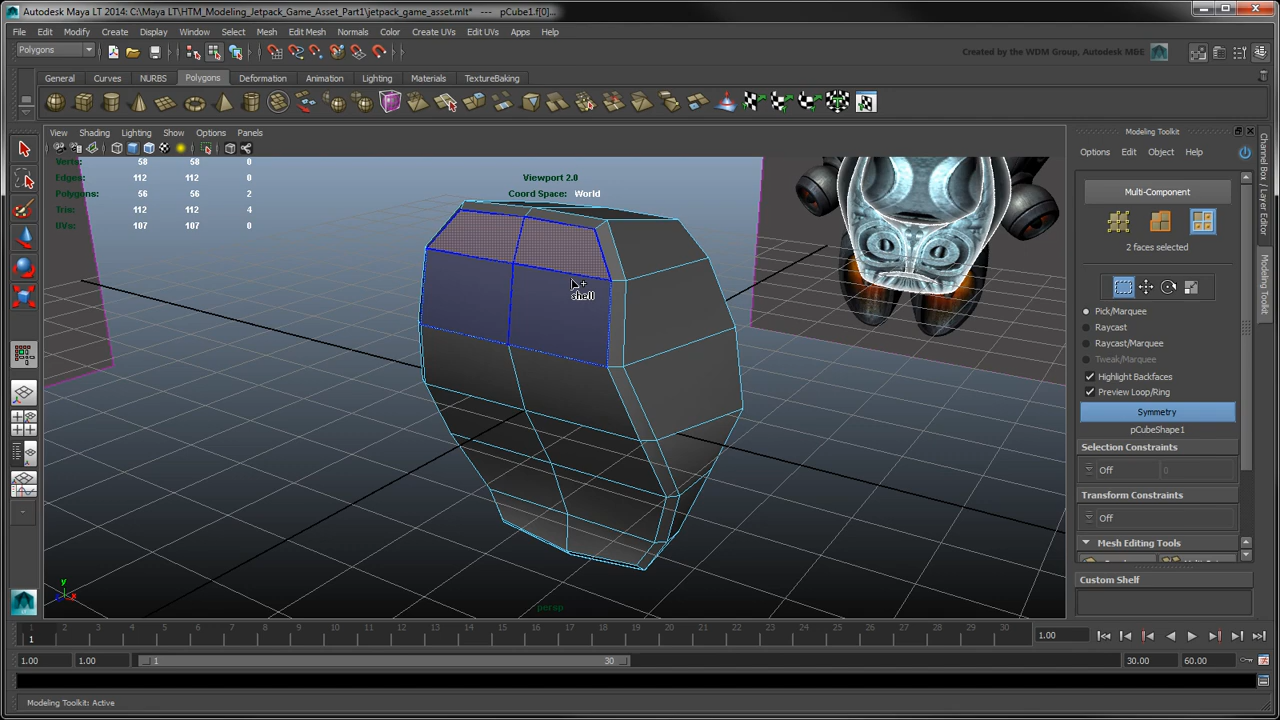 Autodesk Maya LT 2014: C:\Maya LT\HTM_Modeling_Jetpack_Game_Asset_Part1\jetpack_game_asset.mlt* --- pCube1.f[0]...
File Edit Modify Create Display Window Select Mesh Edit Mesh Normals Color Create UVs Edit UVs Apps Help
Polygons
Created by the WDM Group, Autodesk M&E
General Curves NURBS Polygons Deformation Animation Lighting Materials TextureBaking
View Shading Lighting Show Options Panels
Verts: 58 58 0
Edges: 112 112 0
Polygons: 56 56 2
Tris: 112 112 4
UVs: 107 107 0
Viewport 2.0
Coord Space: World
shell
persp
y
x
Modeling Toolkit
Options Edit Object Help
Multi-Component
2 faces selected
Pick/Marquee
Raycast
Raycast/Marquee
Tweak/Marquee
Highlight Backfaces
Preview Loop/Ring
Symmetry
pCubeShape1
Selection Constraints
Off 0
Transform Constraints
Off
Mesh Editing Tools
Custom Shelf
Channel Box / Layer Editor
Modeling Toolkit
1 2 3 4 5 6 7 8 9 10 11 12 13 14 15 16 17 18 19 20 21 22 23 24 25 26 27 28 29 30
1
1.00
1.00 1.00 1 30 30.00 60.00
Modeling Toolkit: Active